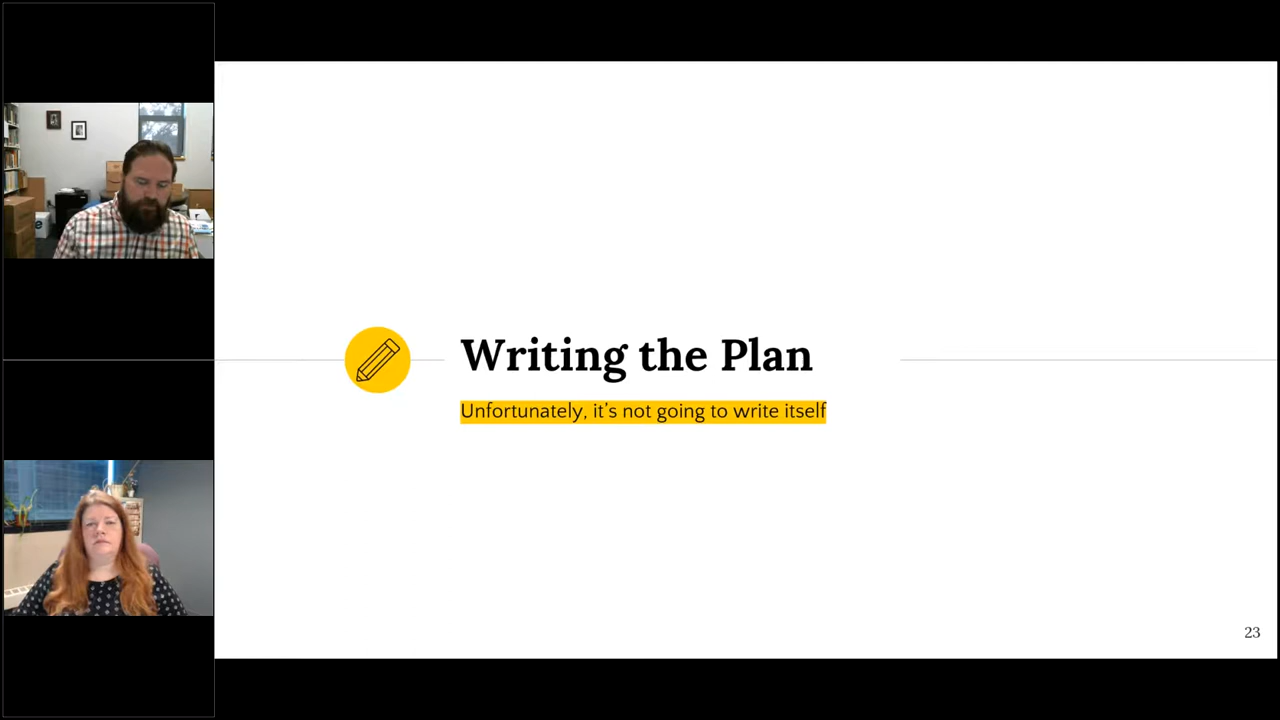 Writing the Plan
Unfortunately, it's not going to write itself
23